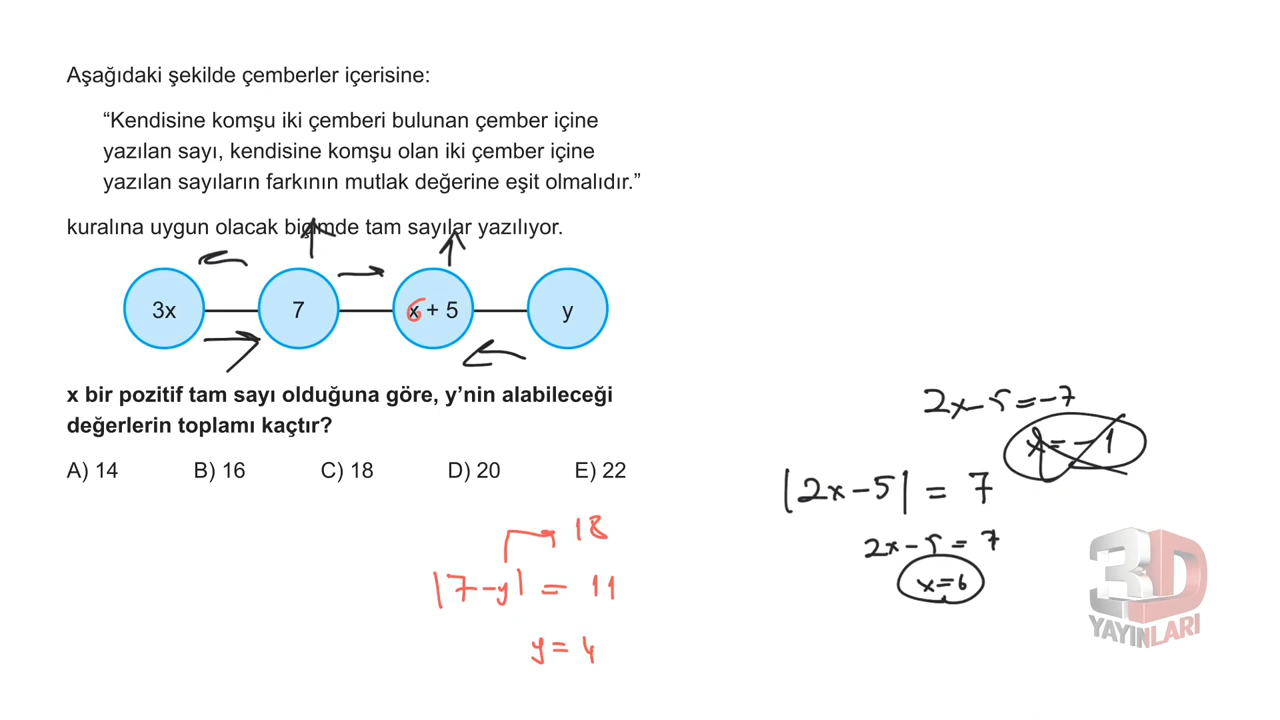 Aşağıdaki şekilde çemberler içerisine:
“Kendisine komşu iki çemberi bulunan çember içine
yazılan sayı, kendisine komşu olan iki çember içine
yazılan sayıların farkının mutlak değerine eşit olmalıdır.”
kuralına uygun olacak biçimde tam sayılar yazılıyor.
3x 7 x + 5 y
6
x bir pozitif tam sayı olduğuna göre, y’nin alabileceği
değerlerin toplamı kaçtır?
A) 14 B) 16 C) 18 D) 20 E) 22
2x-5=-7
x=-1
|2x-5| = 7
2x-5=7
x=6
18
|7-y| = 11
y=4
3D
YAYINLARI